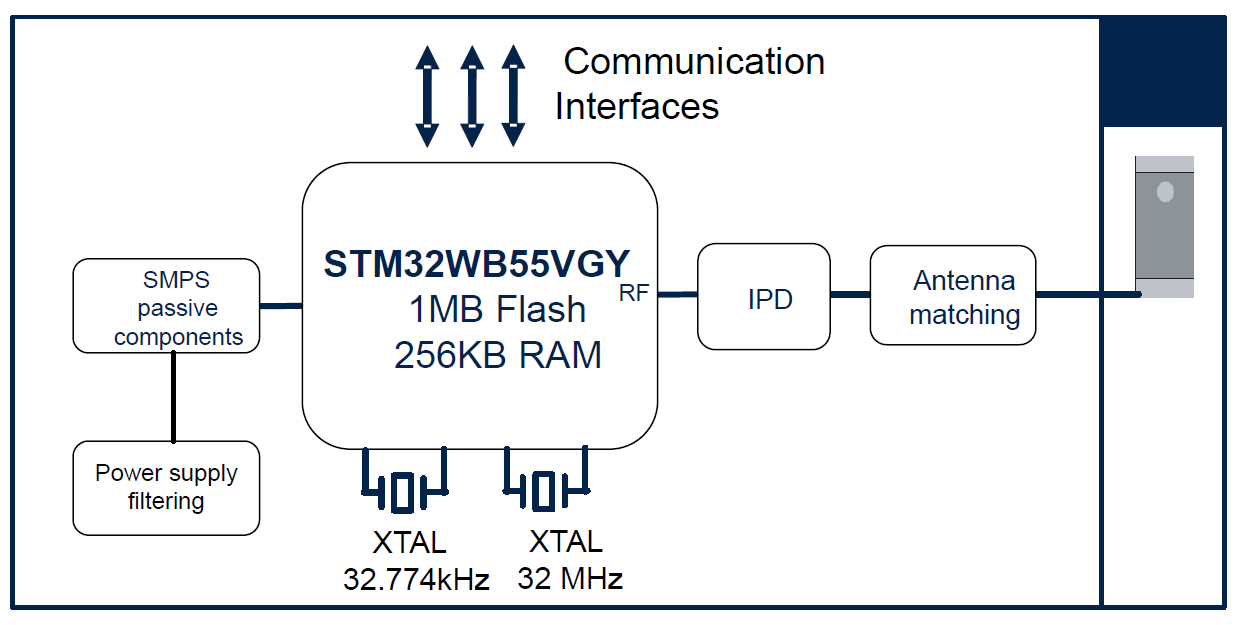 Communication
Interfaces
STM32WB55VGY
RF
1MB Flash
256KB RAM
SMPS
passive
components
IPD
Antenna
matching
Power supply
filtering
XTAL
32.774kHz
XTAL
32 MHz